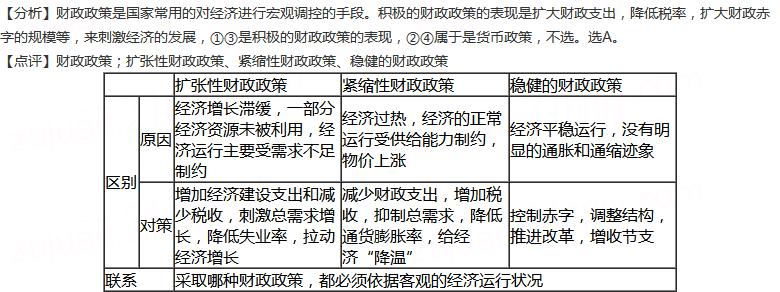 【分析】财政政策是国家常用的对经济进行宏观调控的手段。积极的财政政策的表现是扩大财政支出，降低税率，扩大财政赤
字的规模等，来刺激经济的发展，①③是积极的财政政策的表现，②④属于是货币政策，不选。选A。
【点评】财政政策；扩张性财政政策、紧缩性财政政策、稳健的财政政策
扩张性财政政策 紧缩性财政政策 稳健的财政政策
区别
原因
经济增长滞缓，一部分
经济资源未被利用，经
济运行主要受需求不足
制约
经济过热，经济的正常
运行受供给能力制约，
物价上涨
经济平稳运行，没有明
显的通胀和通缩迹象
对策
增加经济建设支出和减
少税收，刺激总需求增
长，降低失业率，拉动
经济增长
减少财政支出，增加税
收，抑制总需求，降低
通货膨胀率，给经
济“降温”
控制赤字，调整结构，
推进改革，增收节支
联系 采取哪种财政政策，都必须依据客观的经济运行状况